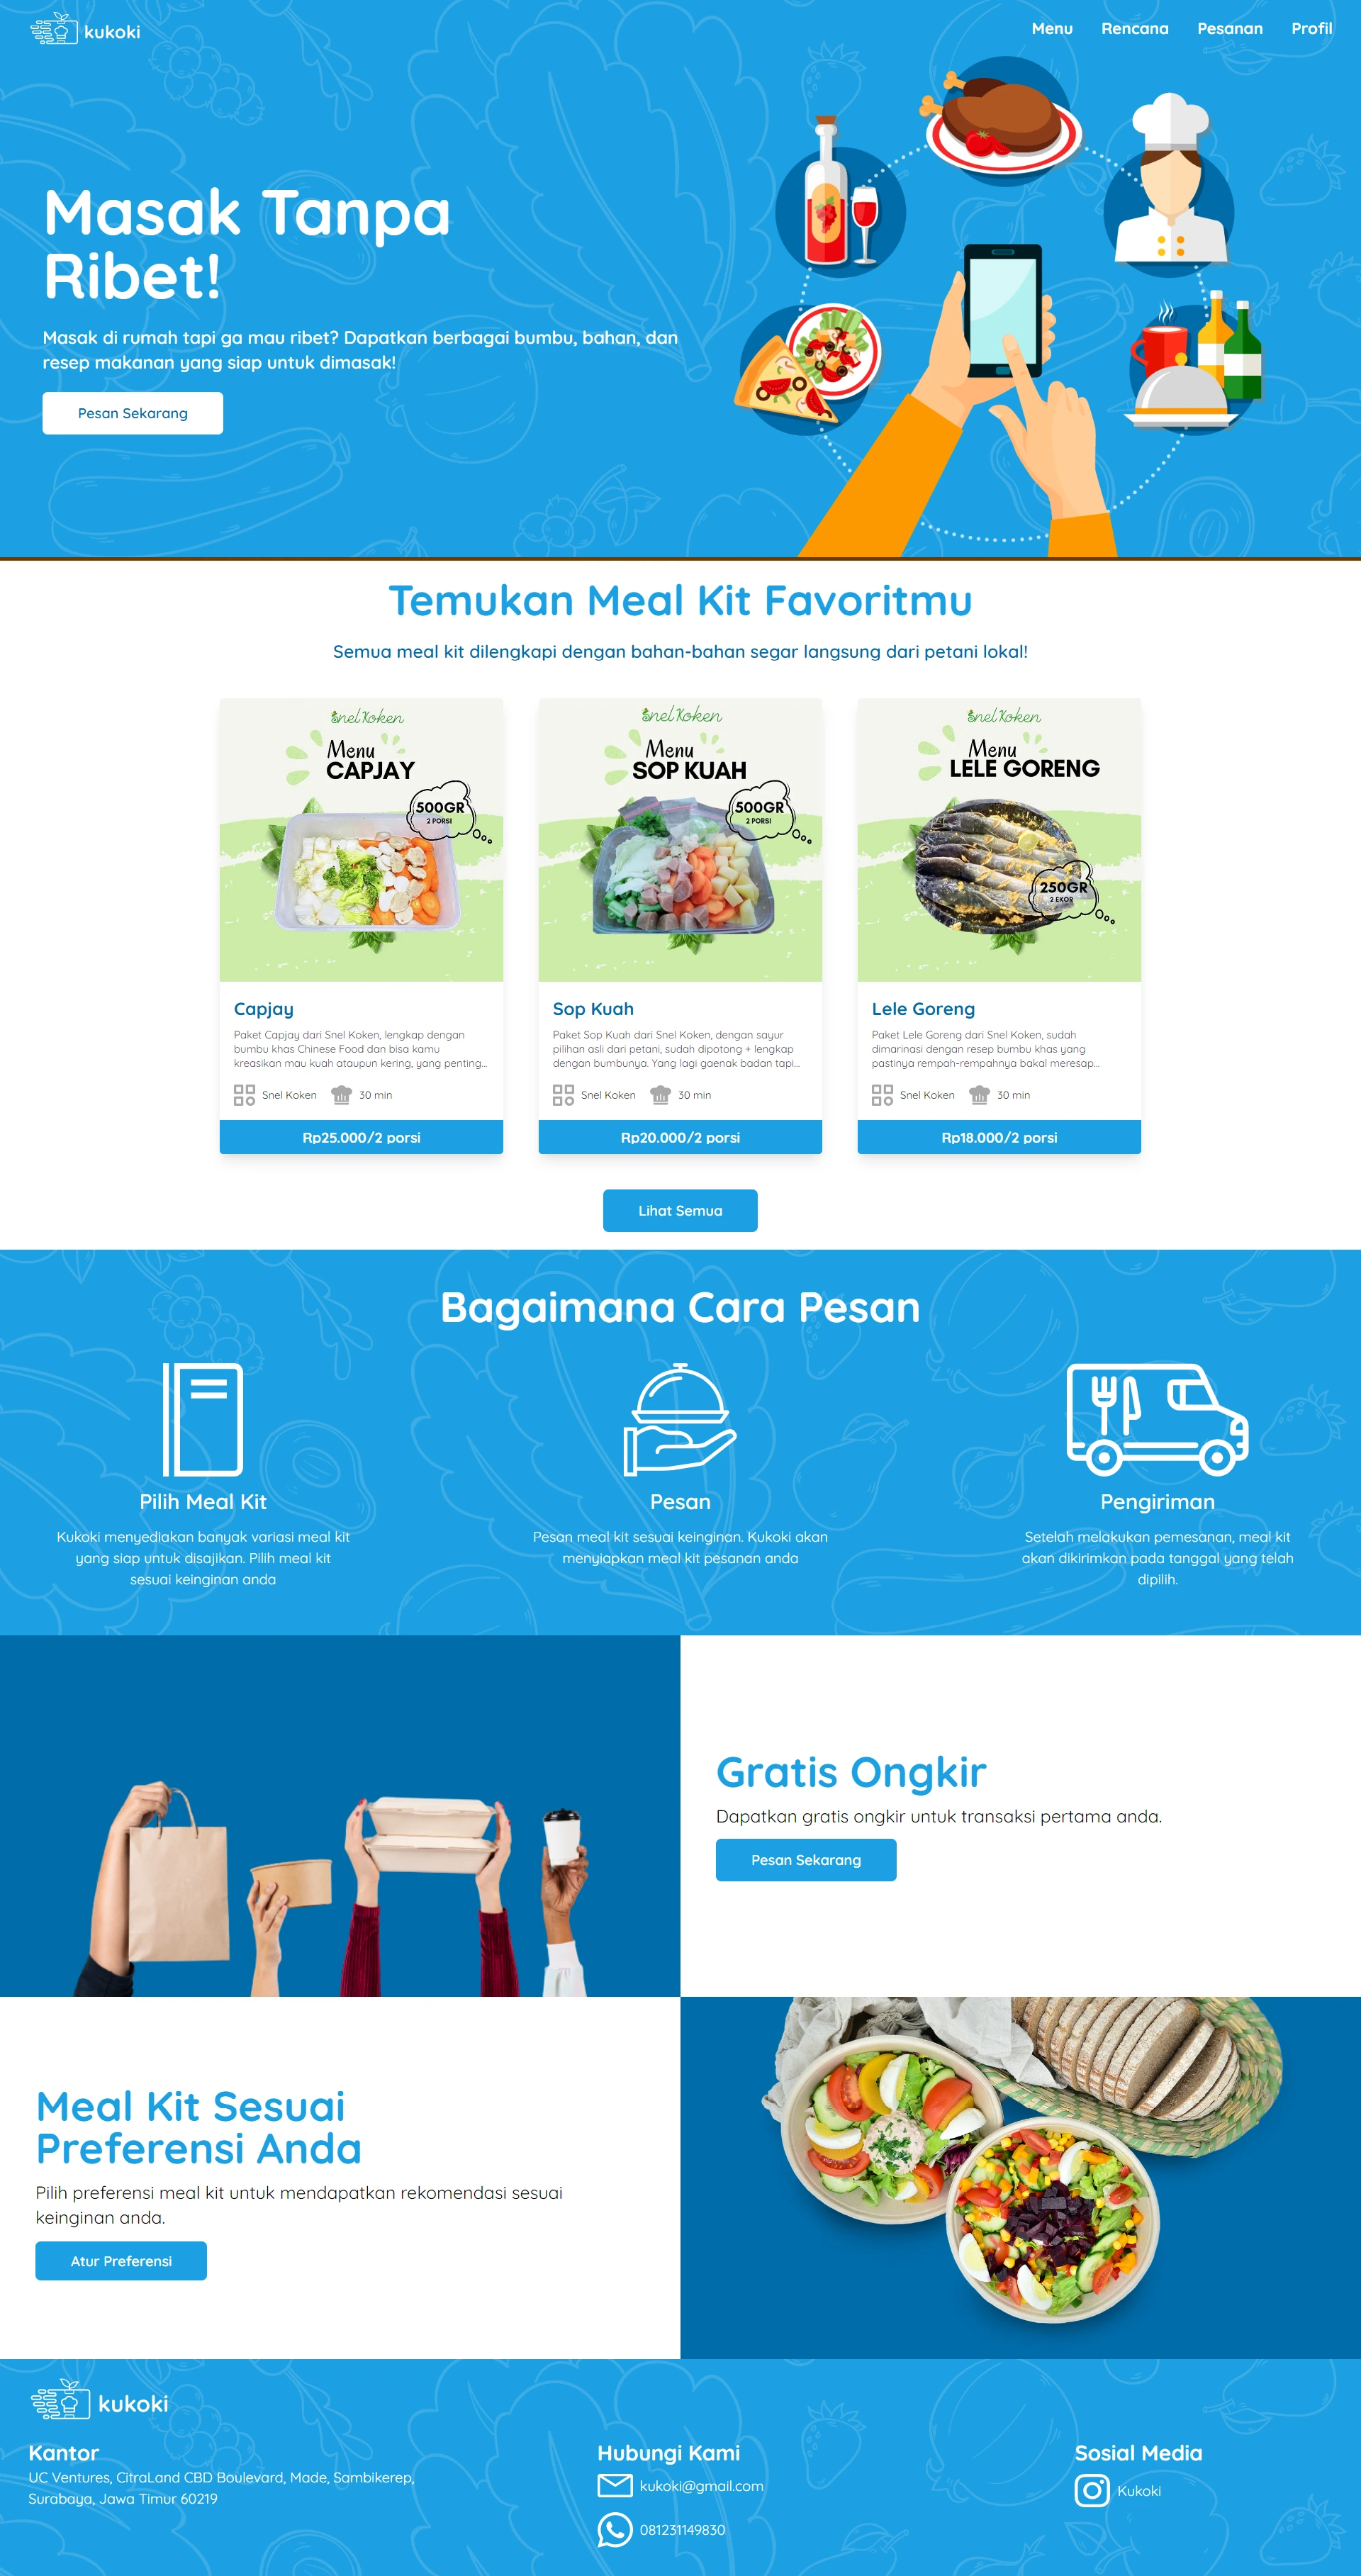 kukoki
Menu Rencana Pesanan Profil
Masak Tanpa
Ribet!
Masak di rumah tapi ga mau ribet? Dapatkan berbagai bumbu, bahan, dan
resep makanan yang siap untuk dimasak!
Pesan Sekarang
Temukan Meal Kit Favoritmu
Semua meal kit dilengkapi dengan bahan-bahan segar langsung dari petani lokal!
Snel Koken
Menu
CAPJAY
500GR
2 PORSI
Capjay
Paket Capjay dari Snel Koken, lengkap dengan
bumbu khas Chinese Food dan bisa kamu
kreasikan mau kuah ataupun kering, yang penting...
Snel Koken 30 min
Rp25.000/2 porsi
Snel Koken
Menu
SOP KUAH
500GR
2 PORSI
Sop Kuah
Paket Sop Kuah dari Snel Koken, dengan sayur
pilihan asli dari petani, sudah dipotong + lengkap
dengan bumbunya. Yang lagi gaenak badan tapi...
Snel Koken 30 min
Rp20.000/2 porsi
Snel Koken
Menu
LELE GORENG
250GR
2 EKOR
Lele Goreng
Paket Lele Goreng dari Snel Koken, sudah
dimarinasi dengan resep bumbu khas yang
pastinya rempah-rempahnya bakal meresap...
Snel Koken 30 min
Rp18.000/2 porsi
Lihat Semua
Bagaimana Cara Pesan
Pilih Meal Kit
Kukoki menyediakan banyak variasi meal kit
yang siap untuk disajikan. Pilih meal kit
sesuai keinginan anda
Pesan
Pesan meal kit sesuai keinginan. Kukoki akan
menyiapkan meal kit pesanan anda
Pengiriman
Setelah melakukan pemesanan, meal kit
akan dikirimkan pada tanggal yang telah
dipilih.
Gratis Ongkir
Dapatkan gratis ongkir untuk transaksi pertama anda.
Pesan Sekarang
Meal Kit Sesuai
Preferensi Anda
Pilih preferensi meal kit untuk mendapatkan rekomendasi sesuai
keinginan anda.
Atur Preferensi
kukoki
Kantor
UC Ventures, CitraLand CBD Boulevard, Made, Sambikerep,
Surabaya, Jawa Timur 60219
Hubungi Kami
kukoki@gmail.com
081231149830
Sosial Media
Kukoki